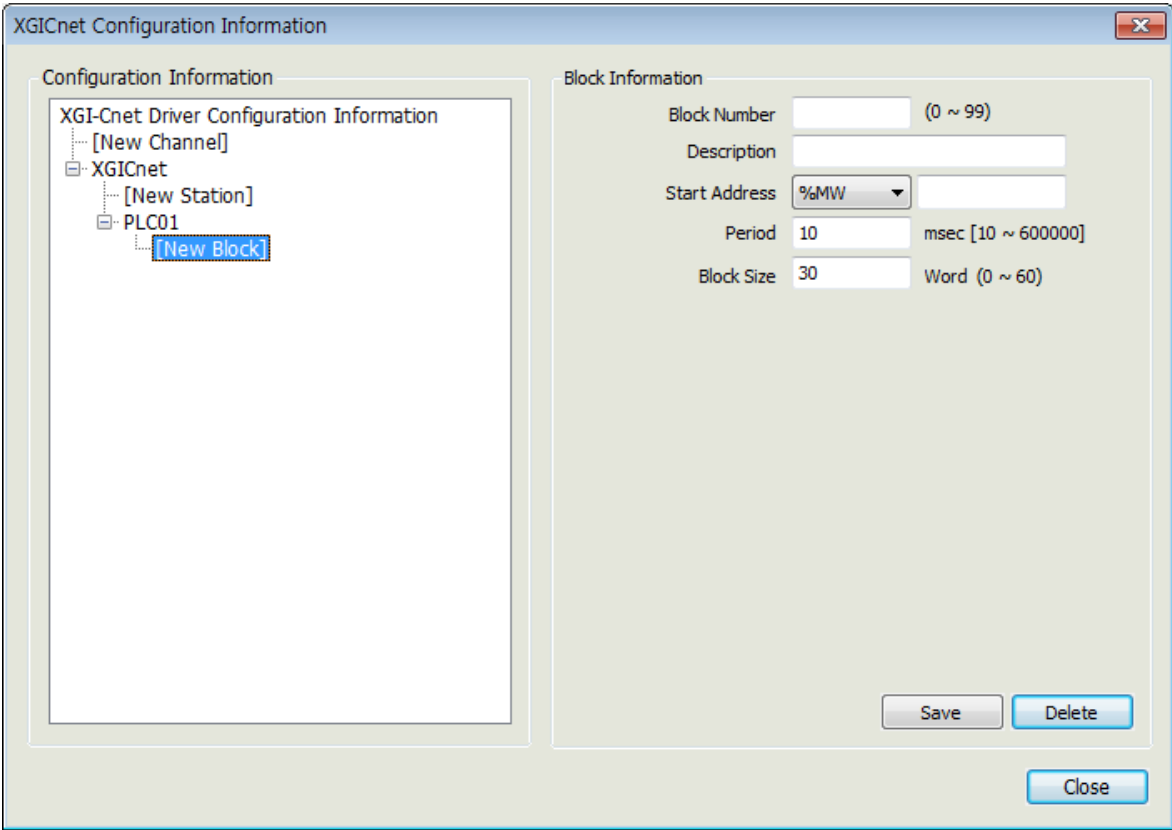 XGICnet Configuration Information
Configuration Information
XGI-Cnet Driver Configuration Information
[New Channel]
XGICnet
[New Station]
PLC01
[New Block]
Block Information
Block Number (0 ~ 99)
Description
Start Address %MW
Period 10 msec [10 ~ 600000]
Block Size 30 Word (0 ~ 60)
Save Delete
Close